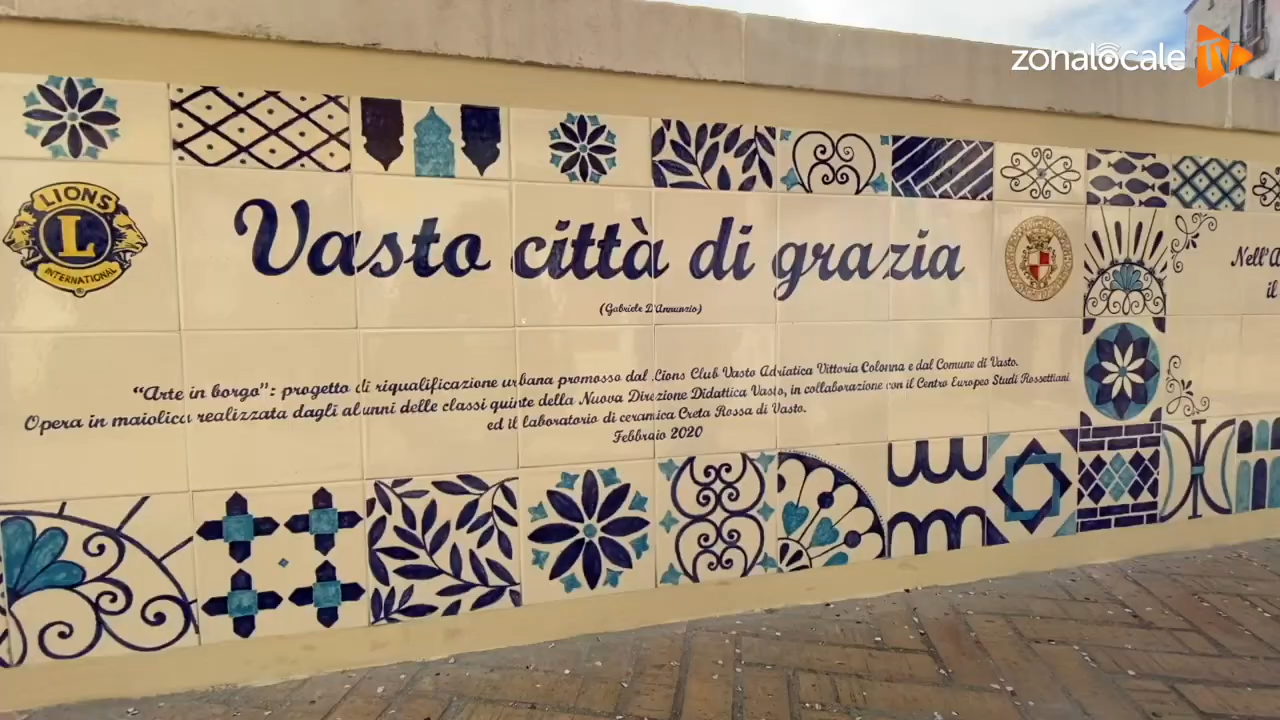 zonalocale TV
LIONS
L
INTERNATIONAL
Vasto città di grazia
(Gabriele D'Annunzio)
"Arte in borgo": progetto di riqualificazione urbana promosso dal Lions Club Vasto Adriatica Vittoria Colonna e dal Comune di Vasto.
Opera in maiolica realizzata dagli alunni delle classi quinte della Nuova Direzione Didattica Vasto, in collaborazione con il Centro Europeo Studi Rossettiani
ed il laboratorio di ceramica Creta Rossa di Vasto.
Febbraio 2020
Nell'A
il